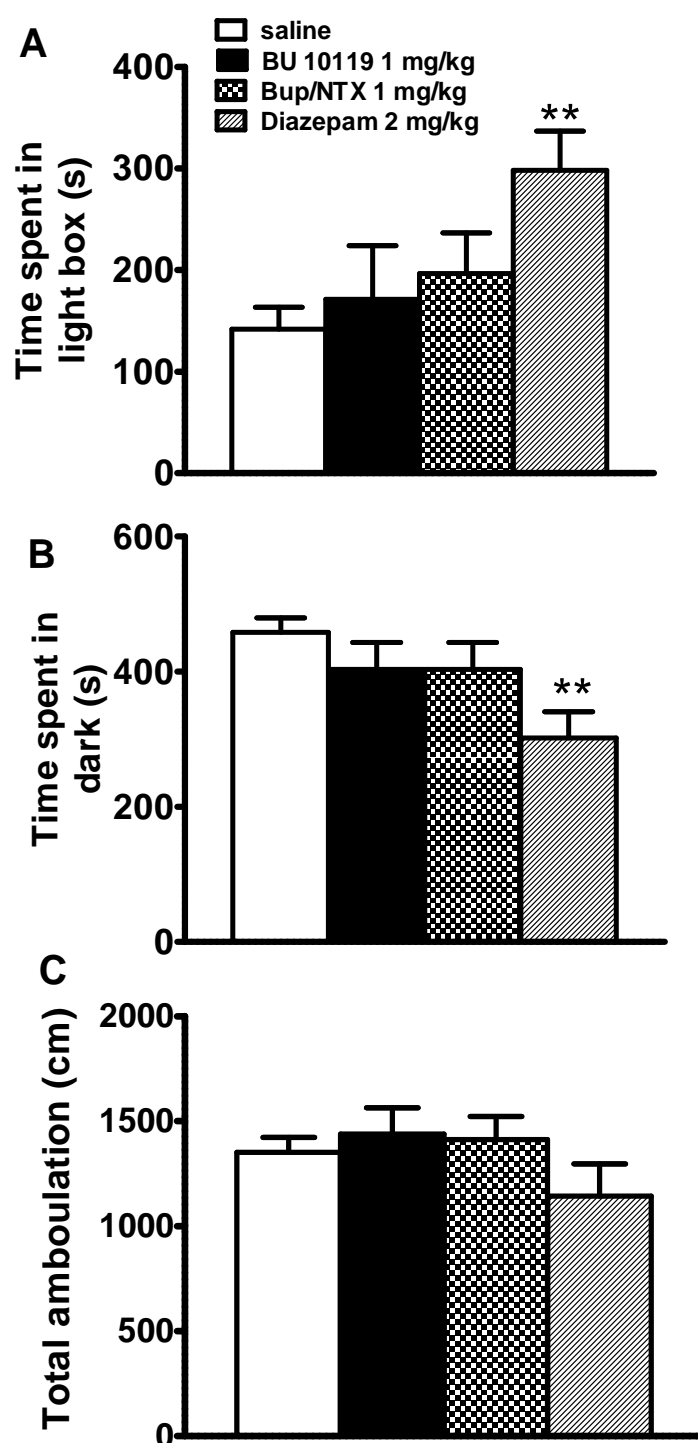 A
saline
BU 10119 1 mg/kg
Bup/NTX 1 mg/kg
Diazepam 2 mg/kg
**
Time spent in
light box (s)
400
300
200
100
0
B
**
Time spent in
dark (s)
600
400
200
0
C
Total amboulation (cm)
2000
1500
1000
500
0